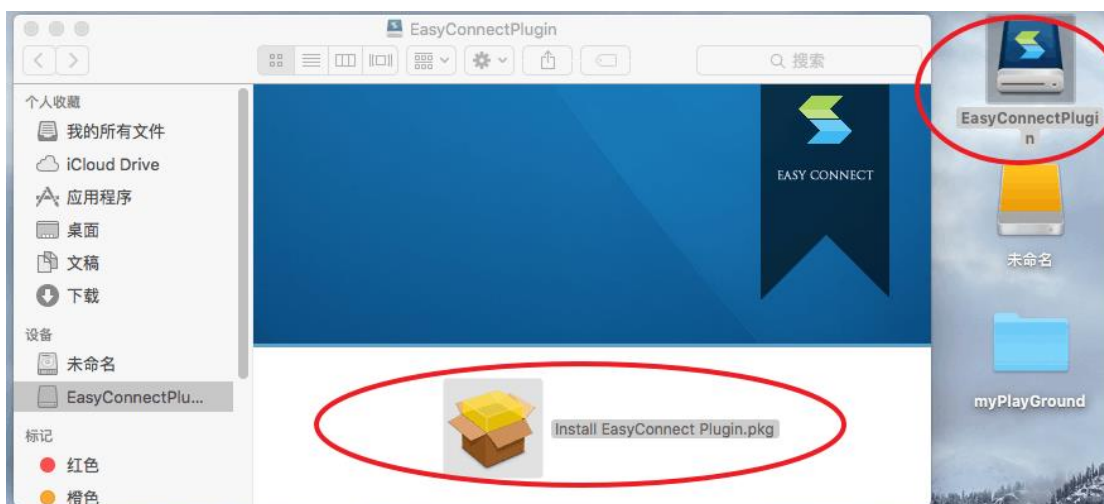 EasyConnectPlugin
搜索
个人收藏
我的所有文件
iCloud Drive
应用程序
桌面
文稿
下载
设备
未命名
EasyConnectPlu...
标记
红色
橙色
EASY CONNECT
Install EasyConnect Plugin.pkg
EasyConnectPlugi
n
未命名
myPlayGround